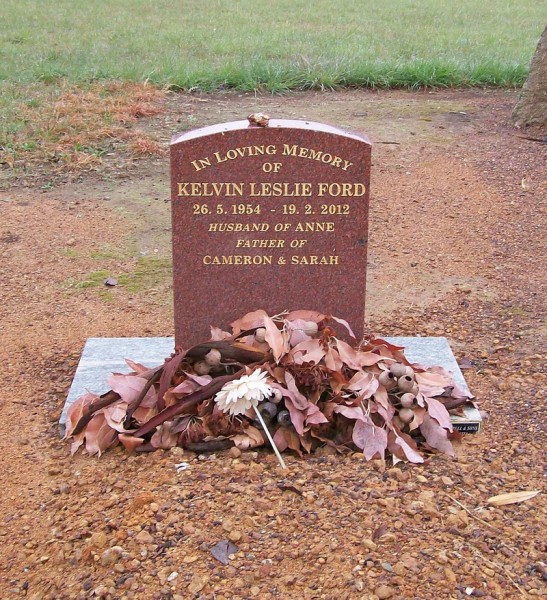 IN LOVING MEMORY
OF
KELVIN LESLIE FORD
26. 5. 1954 - 19. 2. 2012
HUSBAND OF ANNE
FATHER OF
CAMERON & SARAH